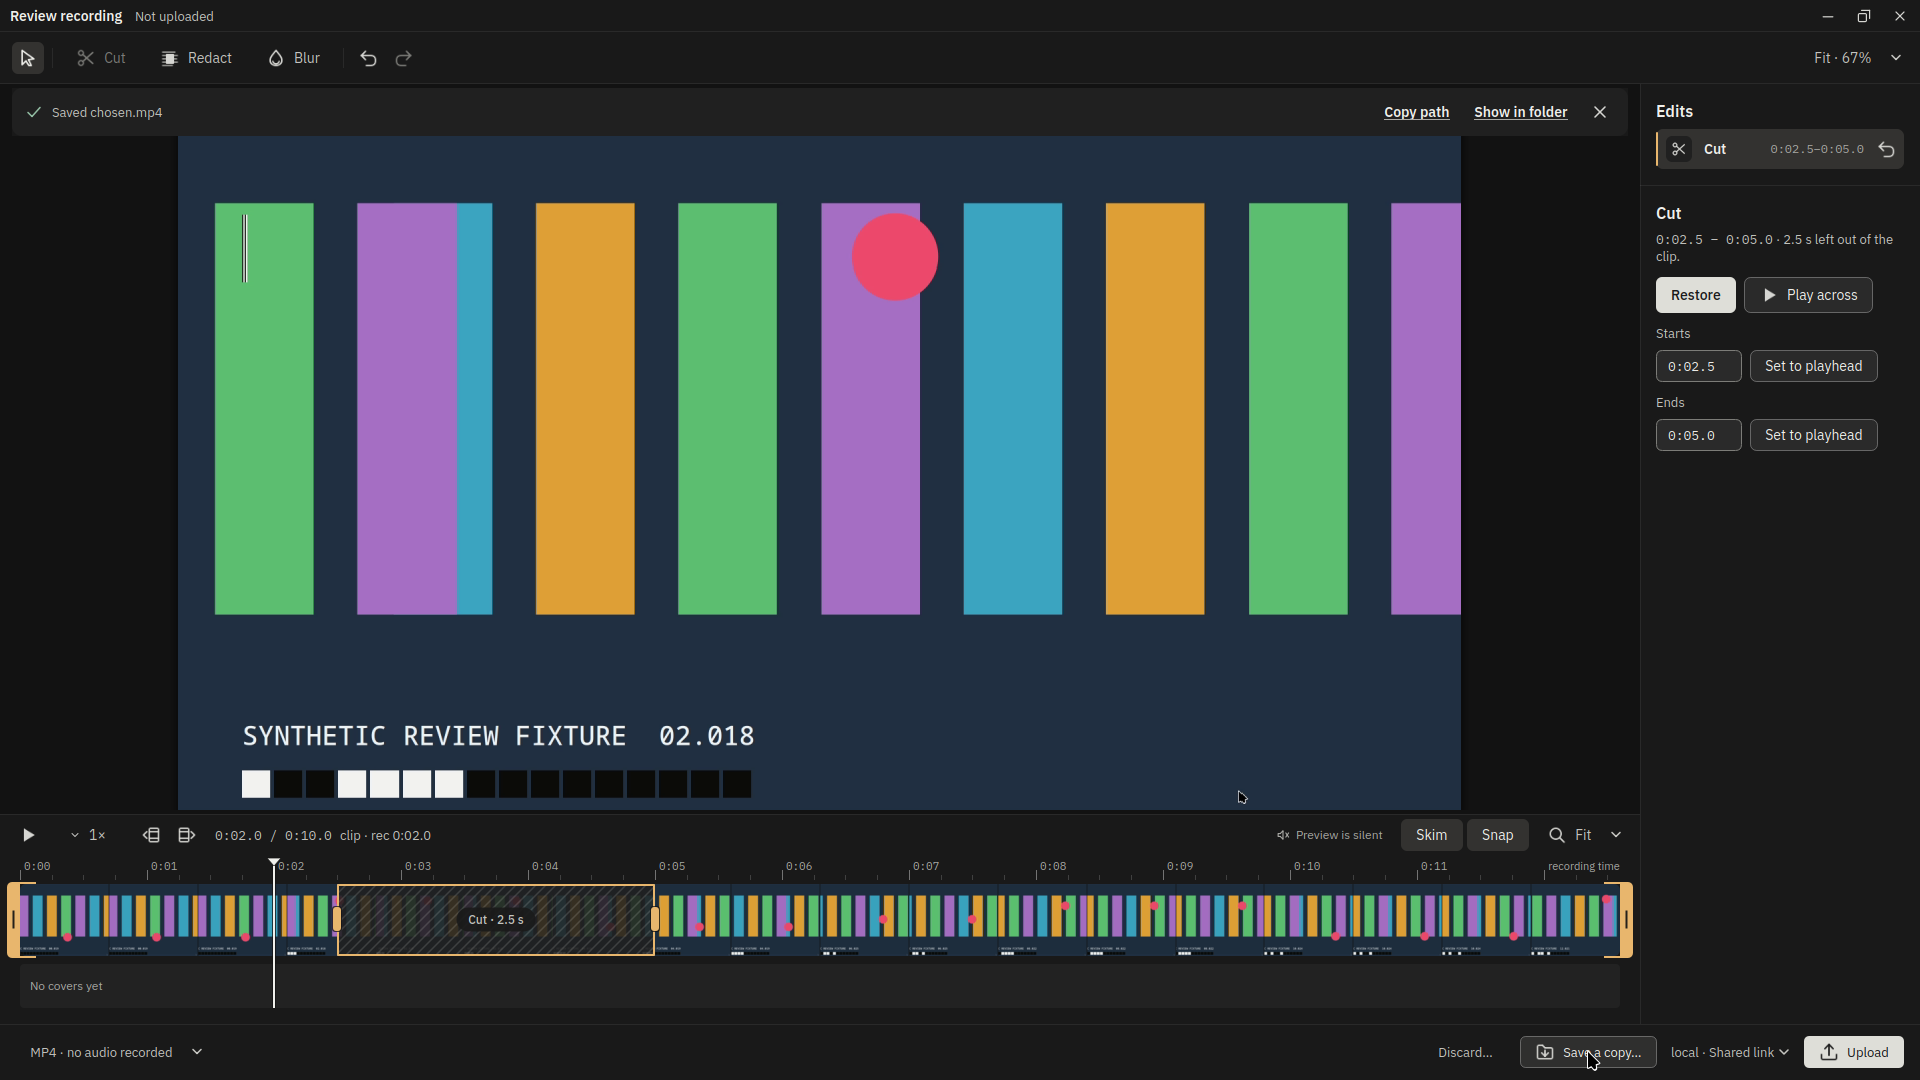 Review recording Not uploaded
Cut Redact Blur Fit · 67%
Saved chosen.mp4 Copy path Show in folder
SYNTHETIC REVIEW FIXTURE 02.018
Edits
Cut 0:02.5–0:05.0
Cut
0:02.5 – 0:05.0 · 2.5 s left out of the
clip.
Restore Play across
Starts
0:02.5 Set to playhead
Ends
0:05.0 Set to playhead
1× 0:02.0 / 0:10.0 clip · rec 0:02.0 Preview is silent Skim Snap Fit
0:00 0:01 0:02 0:03 0:04 0:05 0:06 0:07 0:08 0:09 0:10 0:11 recording time
Cut · 2.5 s
No covers yet
MP4 · no audio recorded Discard... Save a copy... local · Shared link Upload